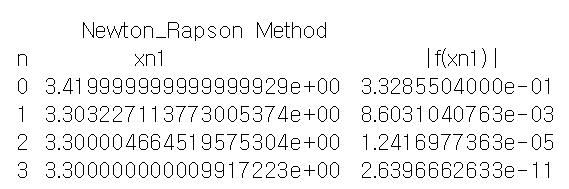 Newton_Rapson Method
n xn1 |f(xn1)|
0 3.419999999999999929e+00 3.3285504000e-01
1 3.303227113773005374e+00 8.6031040763e-03
2 3.300004664519575304e+00 1.2416977363e-05
3 3.300000000009917223e+00 2.6396662633e-11